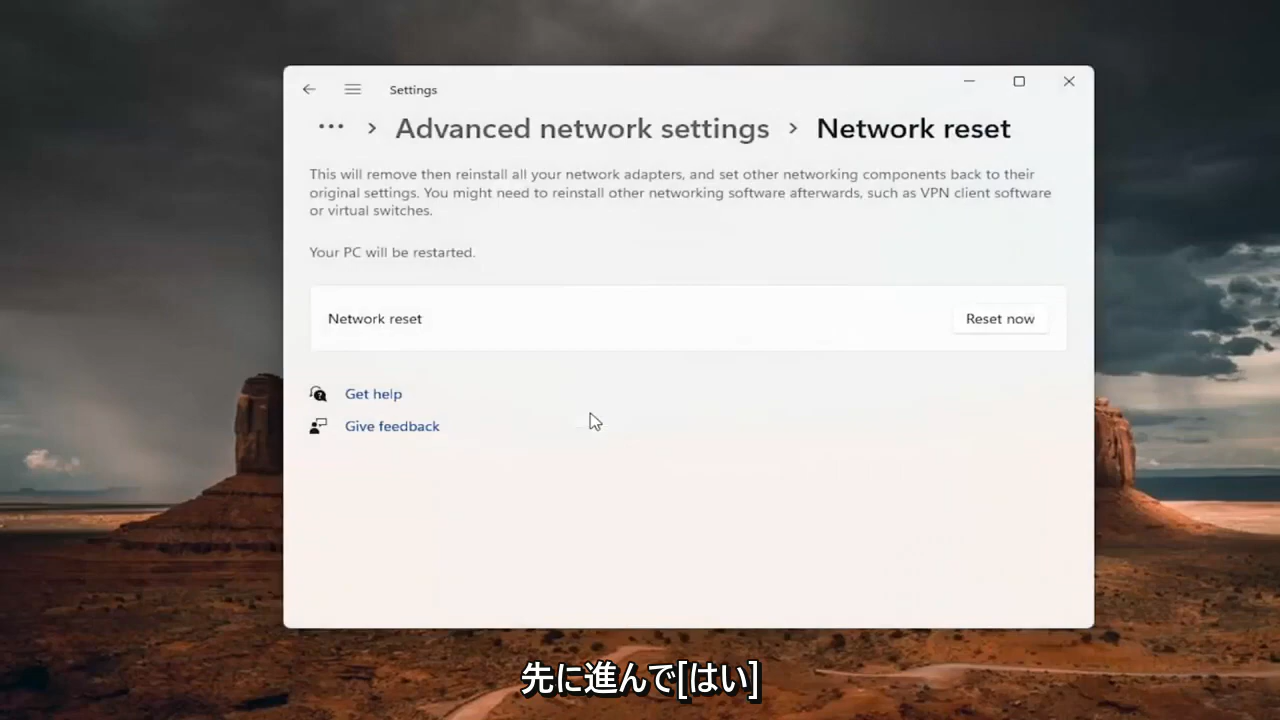 Settings
... > Advanced network settings > Network reset
This will remove then reinstall all your network adapters, and set other networking components back to their
original settings. You might need to reinstall other networking software afterwards, such as VPN client software
or virtual switches.
Your PC will be restarted.
Network reset Reset now
Get help
Give feedback
先に進んで[はい]